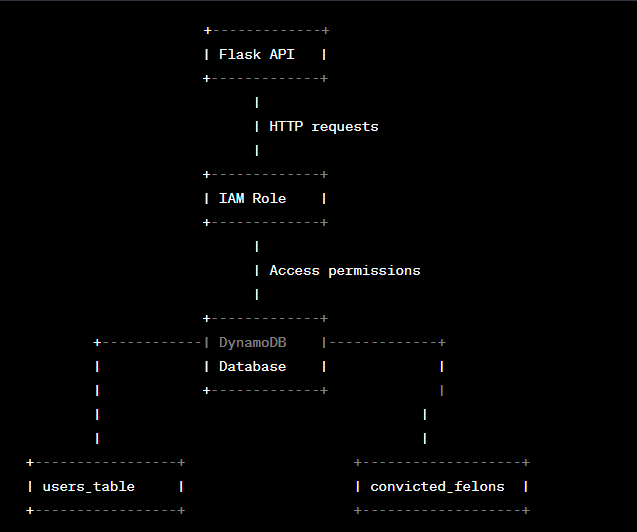 Flask API
HTTP requests
IAM Role
Access permissions
DynamoDB
Database
users_table
convicted_felons